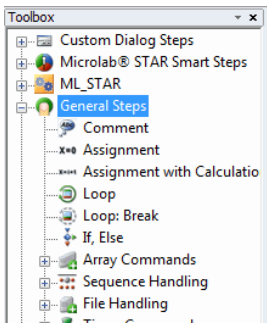 Toolbox
Custom Dialog Steps
Microlab® STAR Smart Steps
ML_STAR
General Steps
Comment
Assignment
Assignment with Calculatio
Loop
Loop: Break
If, Else
Array Commands
Sequence Handling
File Handling